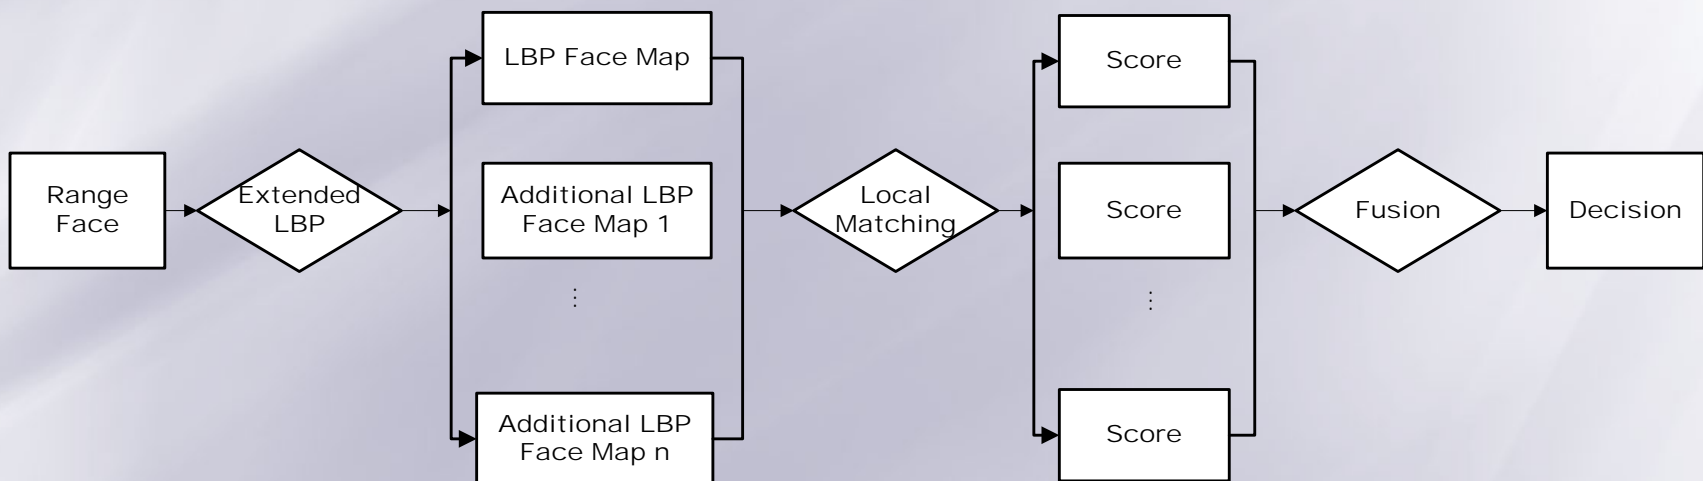 Range
Face
Extended
LBP
LBP Face Map
Additional LBP
Face Map 1
⋮
Additional LBP
Face Map n
Local
Matching
Score
Score
⋮
Score
Fusion
Decision